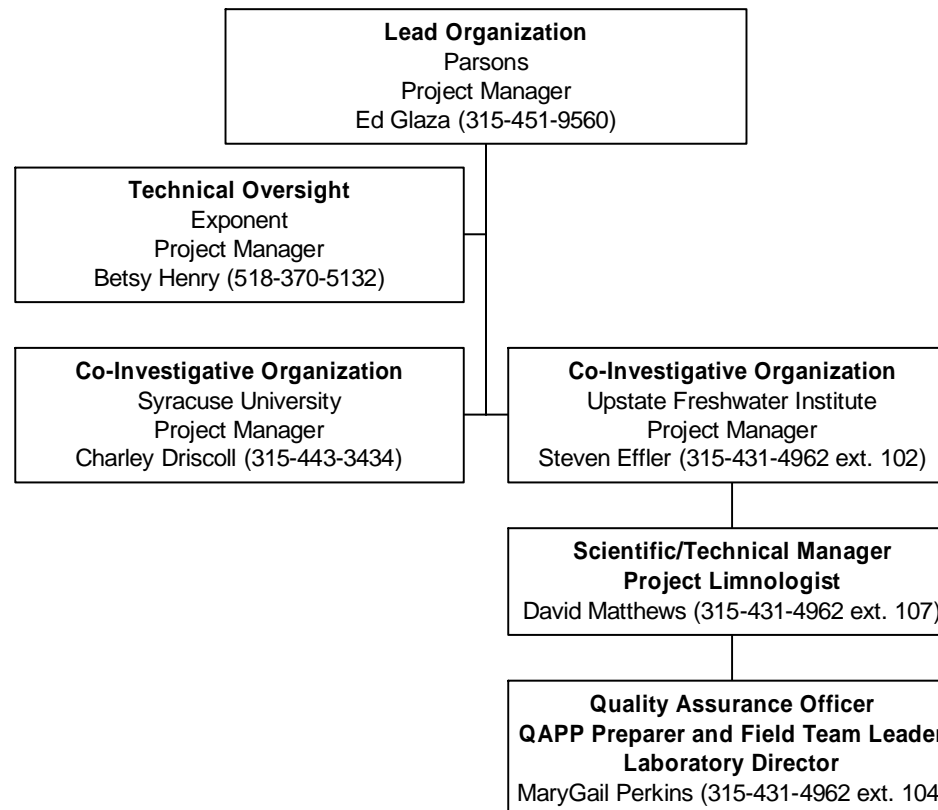 Lead Organization
Parsons
Project Manager
Ed Glaza (315-451-9560)
Technical Oversight
Exponent
Project Manager
Betsy Henry (518-370-5132)
Co-Investigative Organization
Syracuse University
Project Manager
Charley Driscoll (315-443-3434)
Co-Investigative Organization
Upstate Freshwater Institute
Project Manager
Steven Effler (315-431-4962 ext. 102)
Scientific/Technical Manager
Project Limnologist
David Matthews (315-431-4962 ext. 107)
Quality Assurance Officer
QAPP Preparer and Field Team Leader
Laboratory Director
MaryGail Perkins (315-431-4962 ext. 104